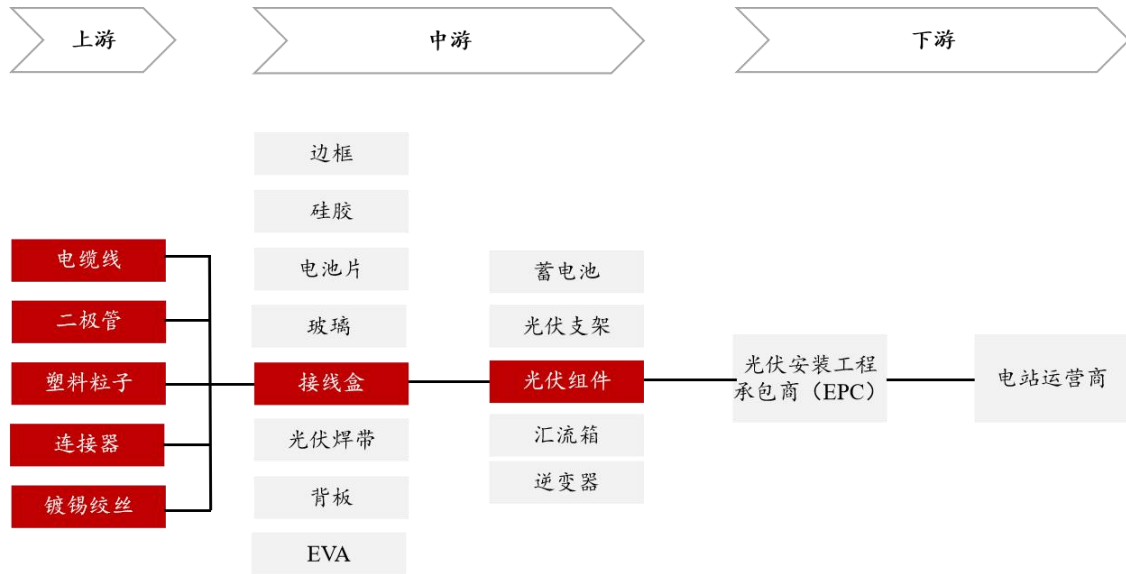 上游
中游
下游
边框
硅胶
电池片
玻璃
接线盒
光伏焊带
背板
EVA
电缆线
二极管
塑料粒子
连接器
镀锡绞丝
蓄电池
光伏支架
光伏组件
汇流箱
逆变器
光伏安装工程
承包商（EPC）
电站运营商